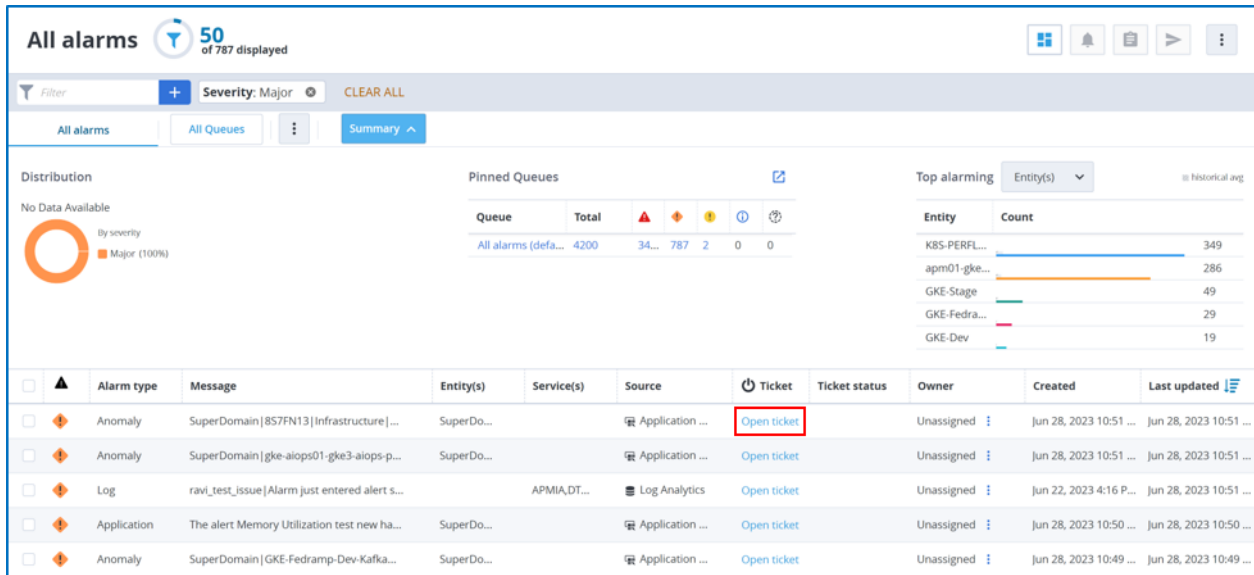 All alarms 50 of 787 displayed
Filter + Severity: Major CLEAR ALL
All alarms All Queues Summary
Distribution Pinned Queues Top alarming Entity(s) historical avg
No Data Available
By severity
Major (100%)
Queue Total
All alarms (defa... 4200 34... 787 2 0 0
Entity Count
K8S-PERFL... 349
apm01-gke... 286
GKE-Stage 49
GKE-Fedra... 29
GKE-Dev 19
Alarm type Message Entity(s) Service(s) Source Ticket Ticket status Owner Created Last updated
Anomaly SuperDomain|8S7FN13|Infrastructure|... SuperDo... Application ... Open ticket Unassigned Jun 28, 2023 10:51 ... Jun 28, 2023 10:51 ...
Anomaly SuperDomain|gke-aiops01-gke3-aiops-p... SuperDo... Application ... Open ticket Unassigned Jun 28, 2023 10:51 ... Jun 28, 2023 10:51 ...
Log ravi_test_issue|Alarm just entered alert s... APMIA,DT... Log Analytics Open ticket Unassigned Jun 22, 2023 4:16 P... Jun 28, 2023 10:51 ...
Application The alert Memory Utilization test new ha... SuperDo... Application ... Open ticket Unassigned Jun 28, 2023 10:50 ... Jun 28, 2023 10:50 ...
Anomaly SuperDomain|GKE-Fedramp-Dev-Kafka... SuperDo... Application ... Open ticket Unassigned Jun 28, 2023 10:49 ... Jun 28, 2023 10:49 ...